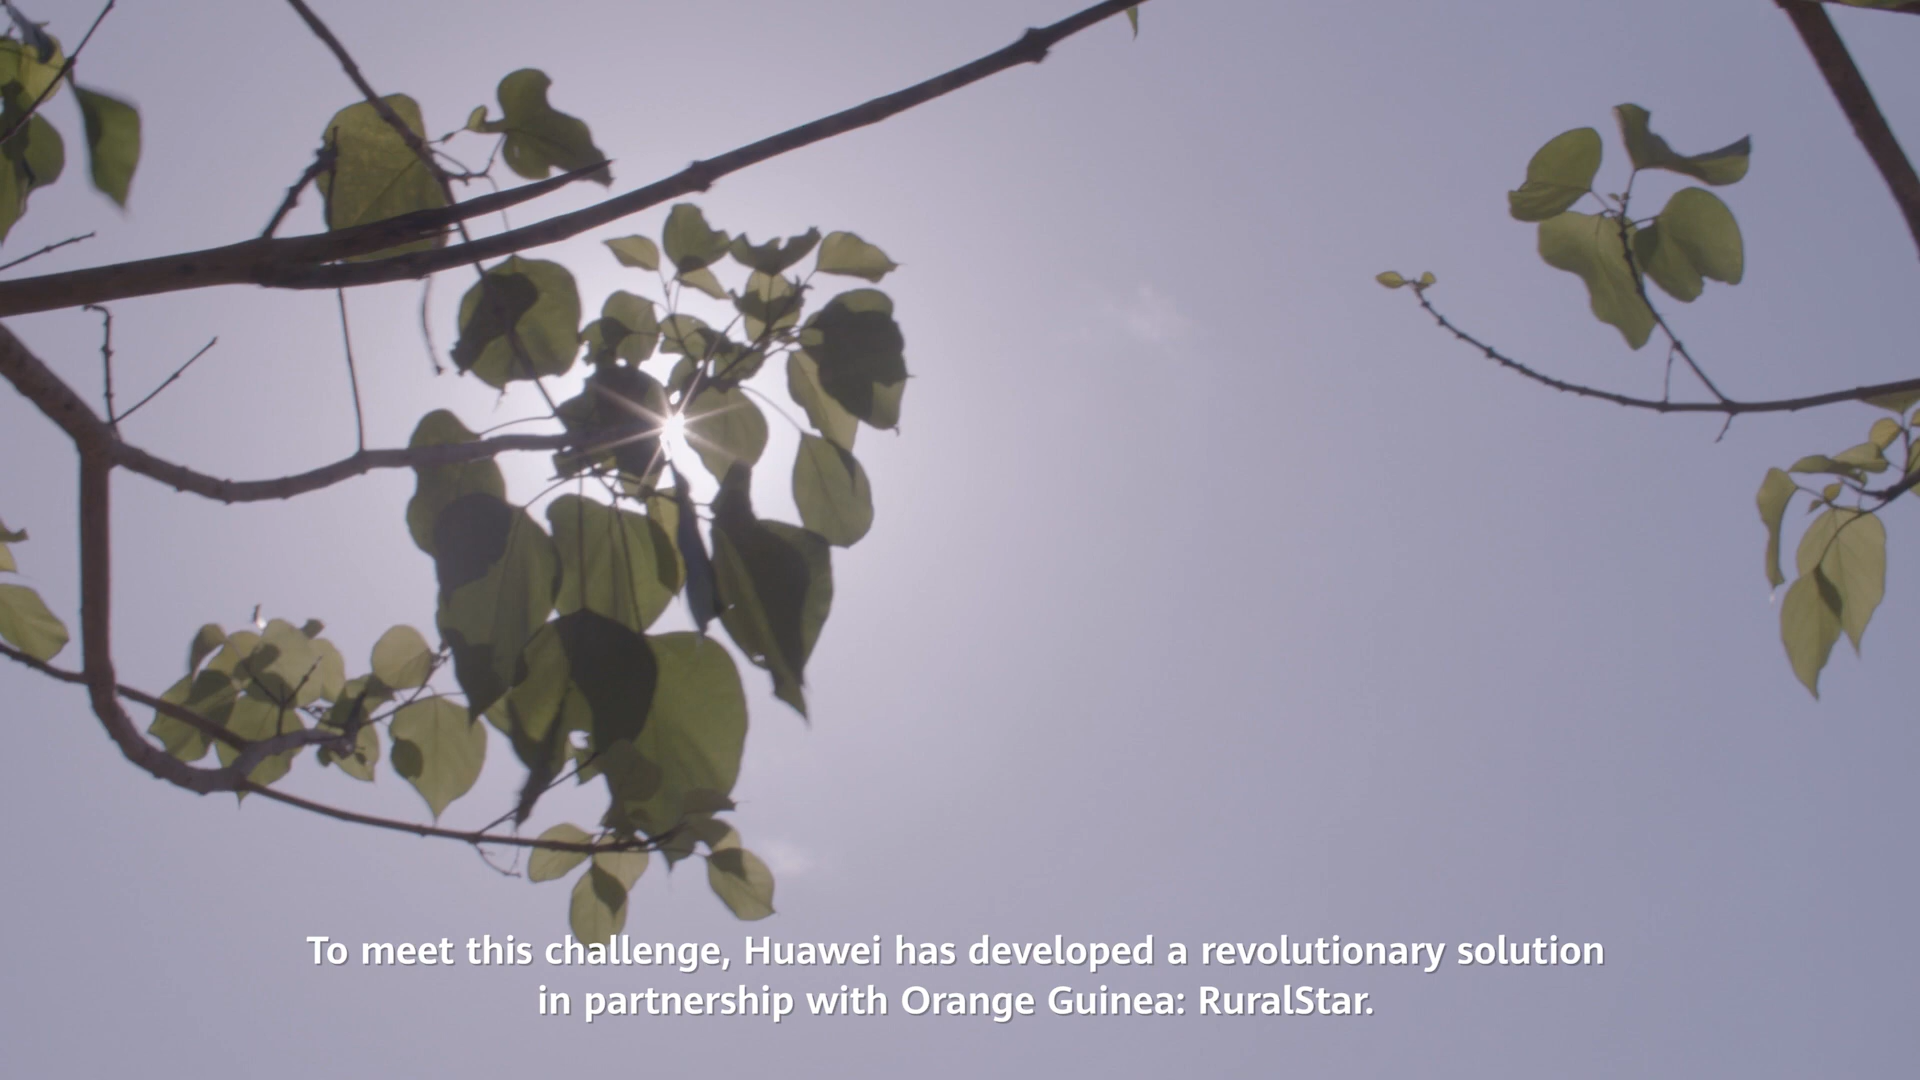 To meet this challenge, Huawei has developed a revolutionary solution
in partnership with Orange Guinea: RuralStar.